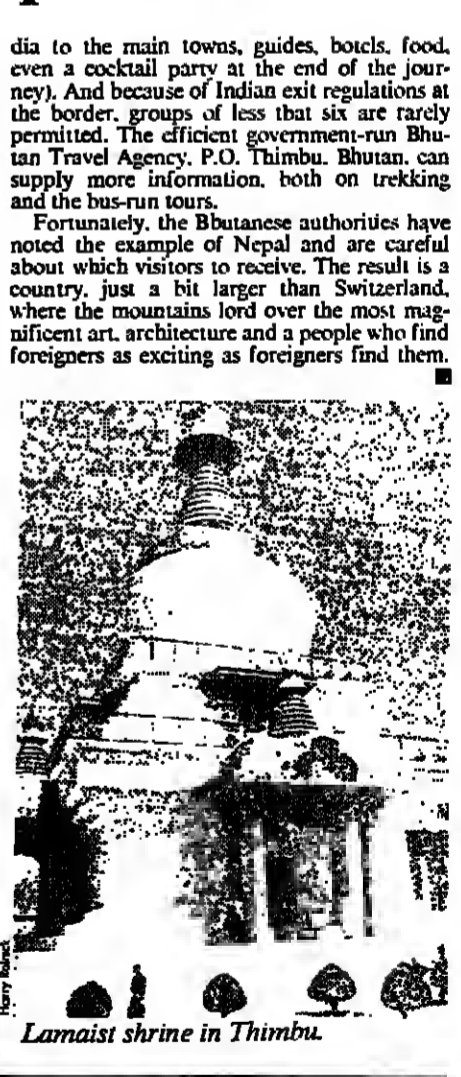 dia to the main towns, guides, hotels, food,
even a cocktail party at the end of the jour-
ney). And because of Indian exit regulations at
the border, groups of less than six are rarely
permitted. The efficient government-run Bhu-
tan Travel Agency, P.O. Thimbu, Bhutan, can
supply more information, both on trekking
and the bus-run tours.
Fortunately, the Bhutanese authorities have
noted the example of Nepal and are careful
about which visitors to receive. The result is a
country, just a bit larger than Switzerland,
where the mountains lord over the most mag-
nificent art, architecture and a people who find
foreigners as exciting as foreigners find them.
Harry Rolnick
Lamaist shrine in Thimbu.